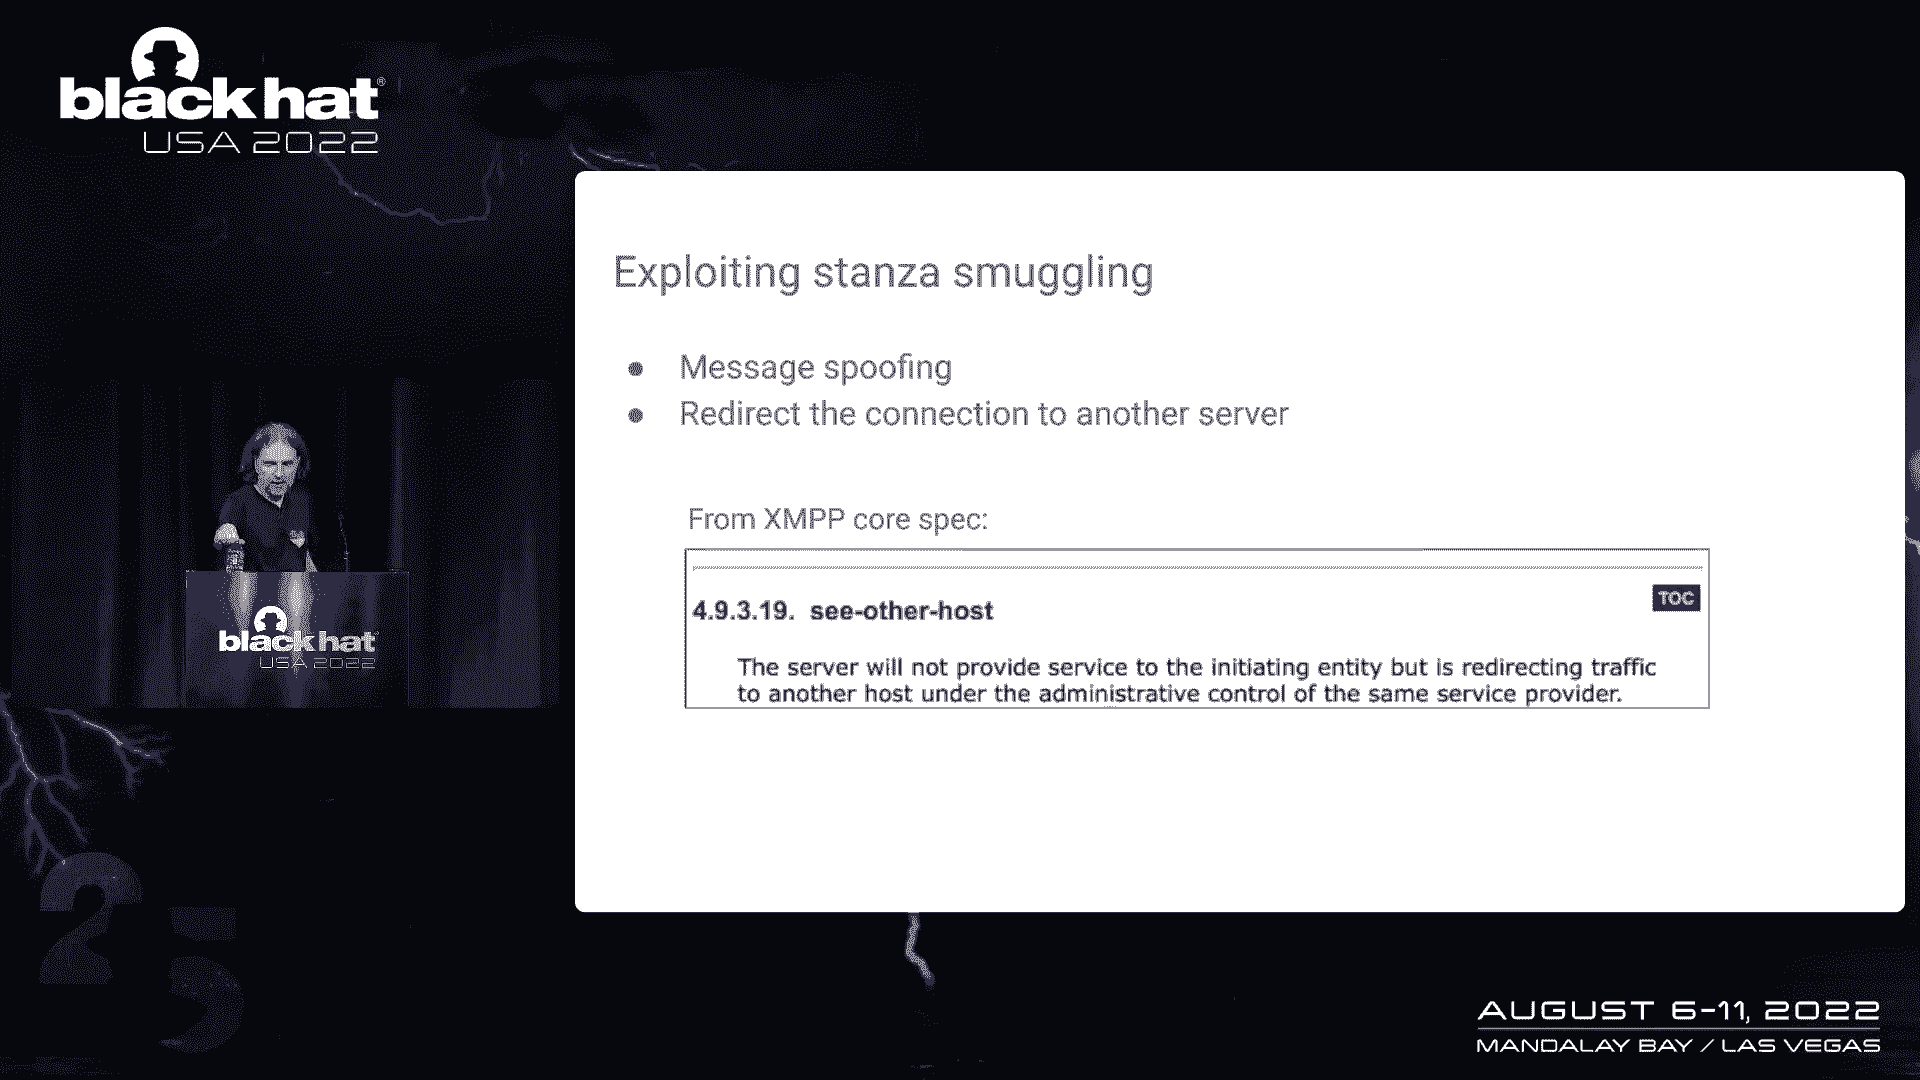 black hat®
USA 2022
Exploiting stanza smuggling
● Message spoofing
● Redirect the connection to another server
From XMPP core spec:
TOC
4.9.3.19. see-other-host
The server will not provide service to the initiating entity but is redirecting traffic
to another host under the administrative control of the same service provider.
black hat
USA 2022
25
AUGUST 6-11, 2022
MANDALAY BAY / LAS VEGAS